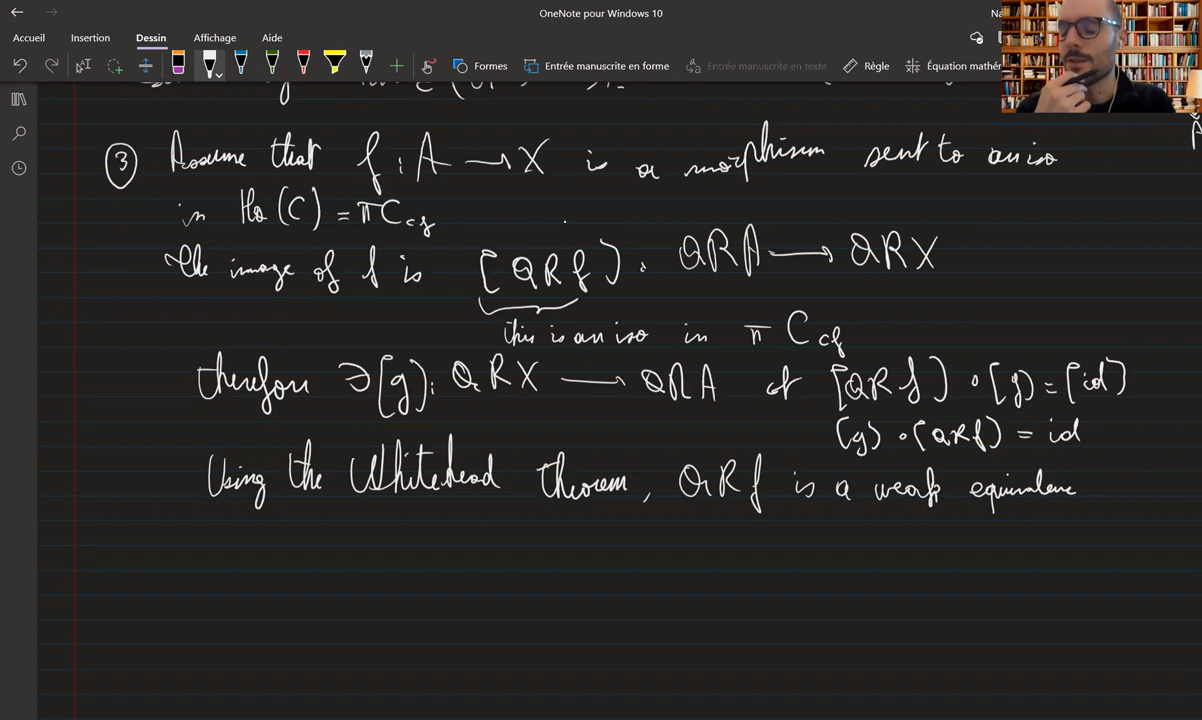 OneNote pour Windows 10
Accueil Insertion Dessin Affichage Aide
Formes Entrée manuscrite en forme Entrée manuscrite en texte Règle Équation mathém
③ Assume that f : A → X is a morphism sent to an iso
in Ho(C) = πC_cf
The image of f is [QRf] : QRA → QRX
this is an iso in π C_cf
therefore ∃ [g] : QRX → QRA st [QRf] ∘ [g] = [id]
[g] ∘ [QRf] = id
Using the Whitehead theorem, QRf is a weak equivalence